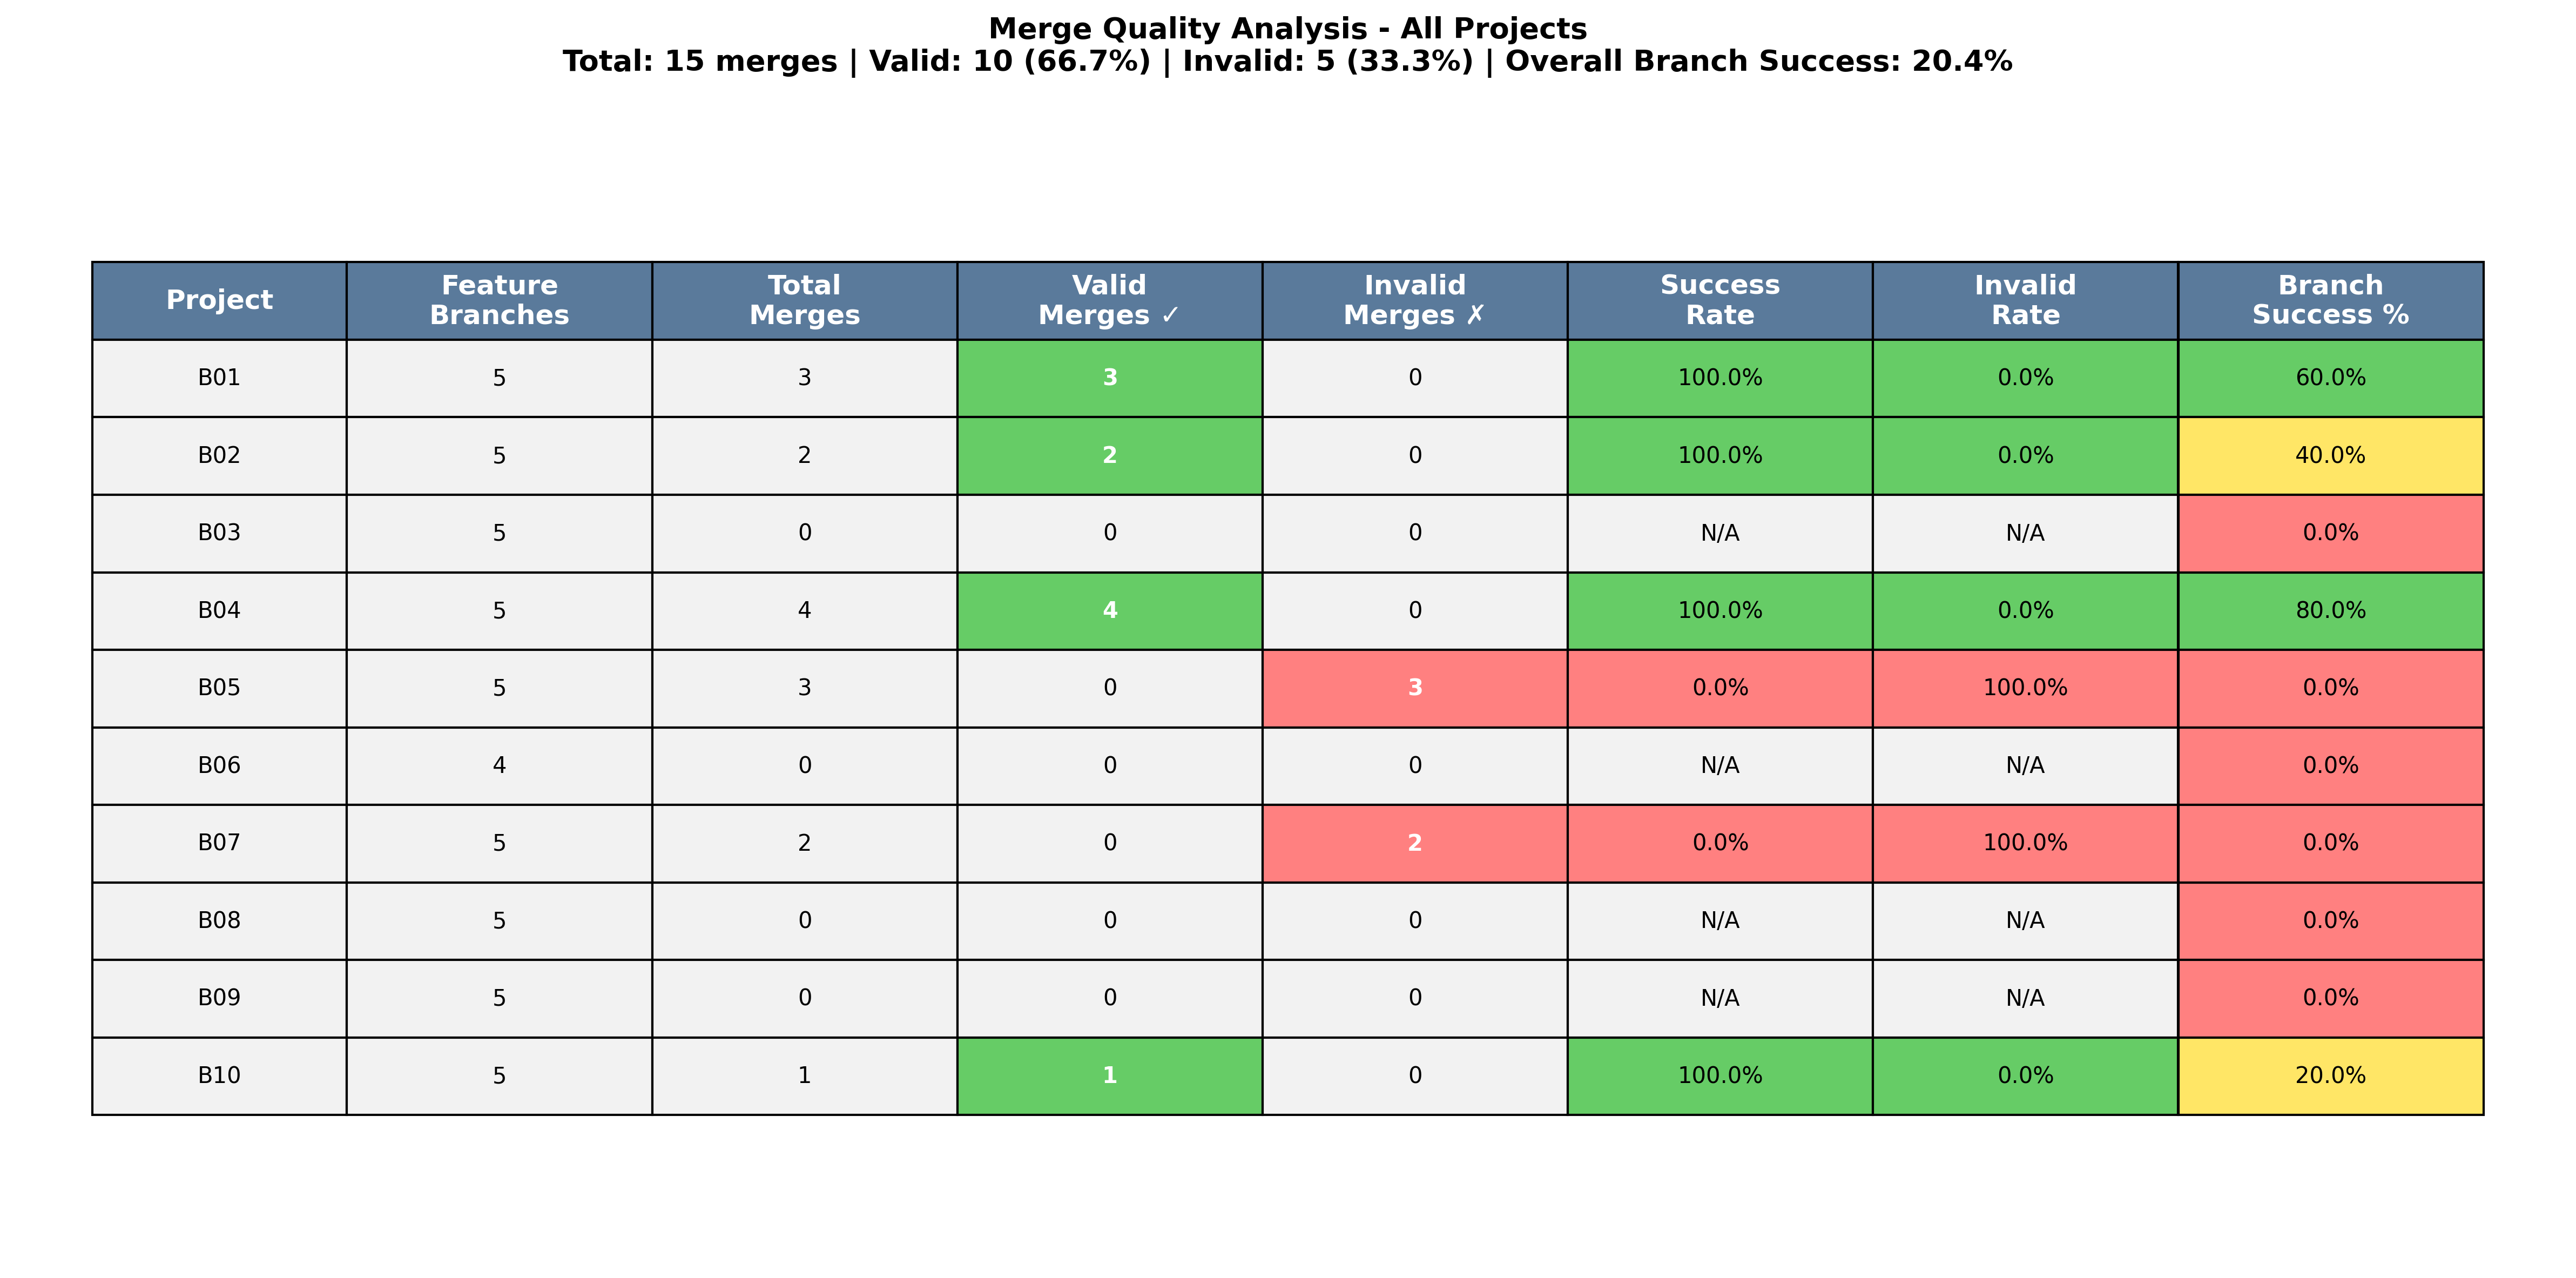 Merge Quality Analysis - All Projects
Total: 15 merges | Valid: 10 (66.7%) | Invalid: 5 (33.3%) | Overall Branch Success: 20.4%
Project Feature Branches Total Merges Valid Merges ✓ Invalid Merges ✗ Success Rate Invalid Rate Branch Success %
B01 5 3 3 0 100.0% 0.0% 60.0%
B02 5 2 2 0 100.0% 0.0% 40.0%
B03 5 0 0 0 N/A N/A 0.0%
B04 5 4 4 0 100.0% 0.0% 80.0%
B05 5 3 0 3 0.0% 100.0% 0.0%
B06 4 0 0 0 N/A N/A 0.0%
B07 5 2 0 2 0.0% 100.0% 0.0%
B08 5 0 0 0 N/A N/A 0.0%
B09 5 0 0 0 N/A N/A 0.0%
B10 5 1 1 0 100.0% 0.0% 20.0%